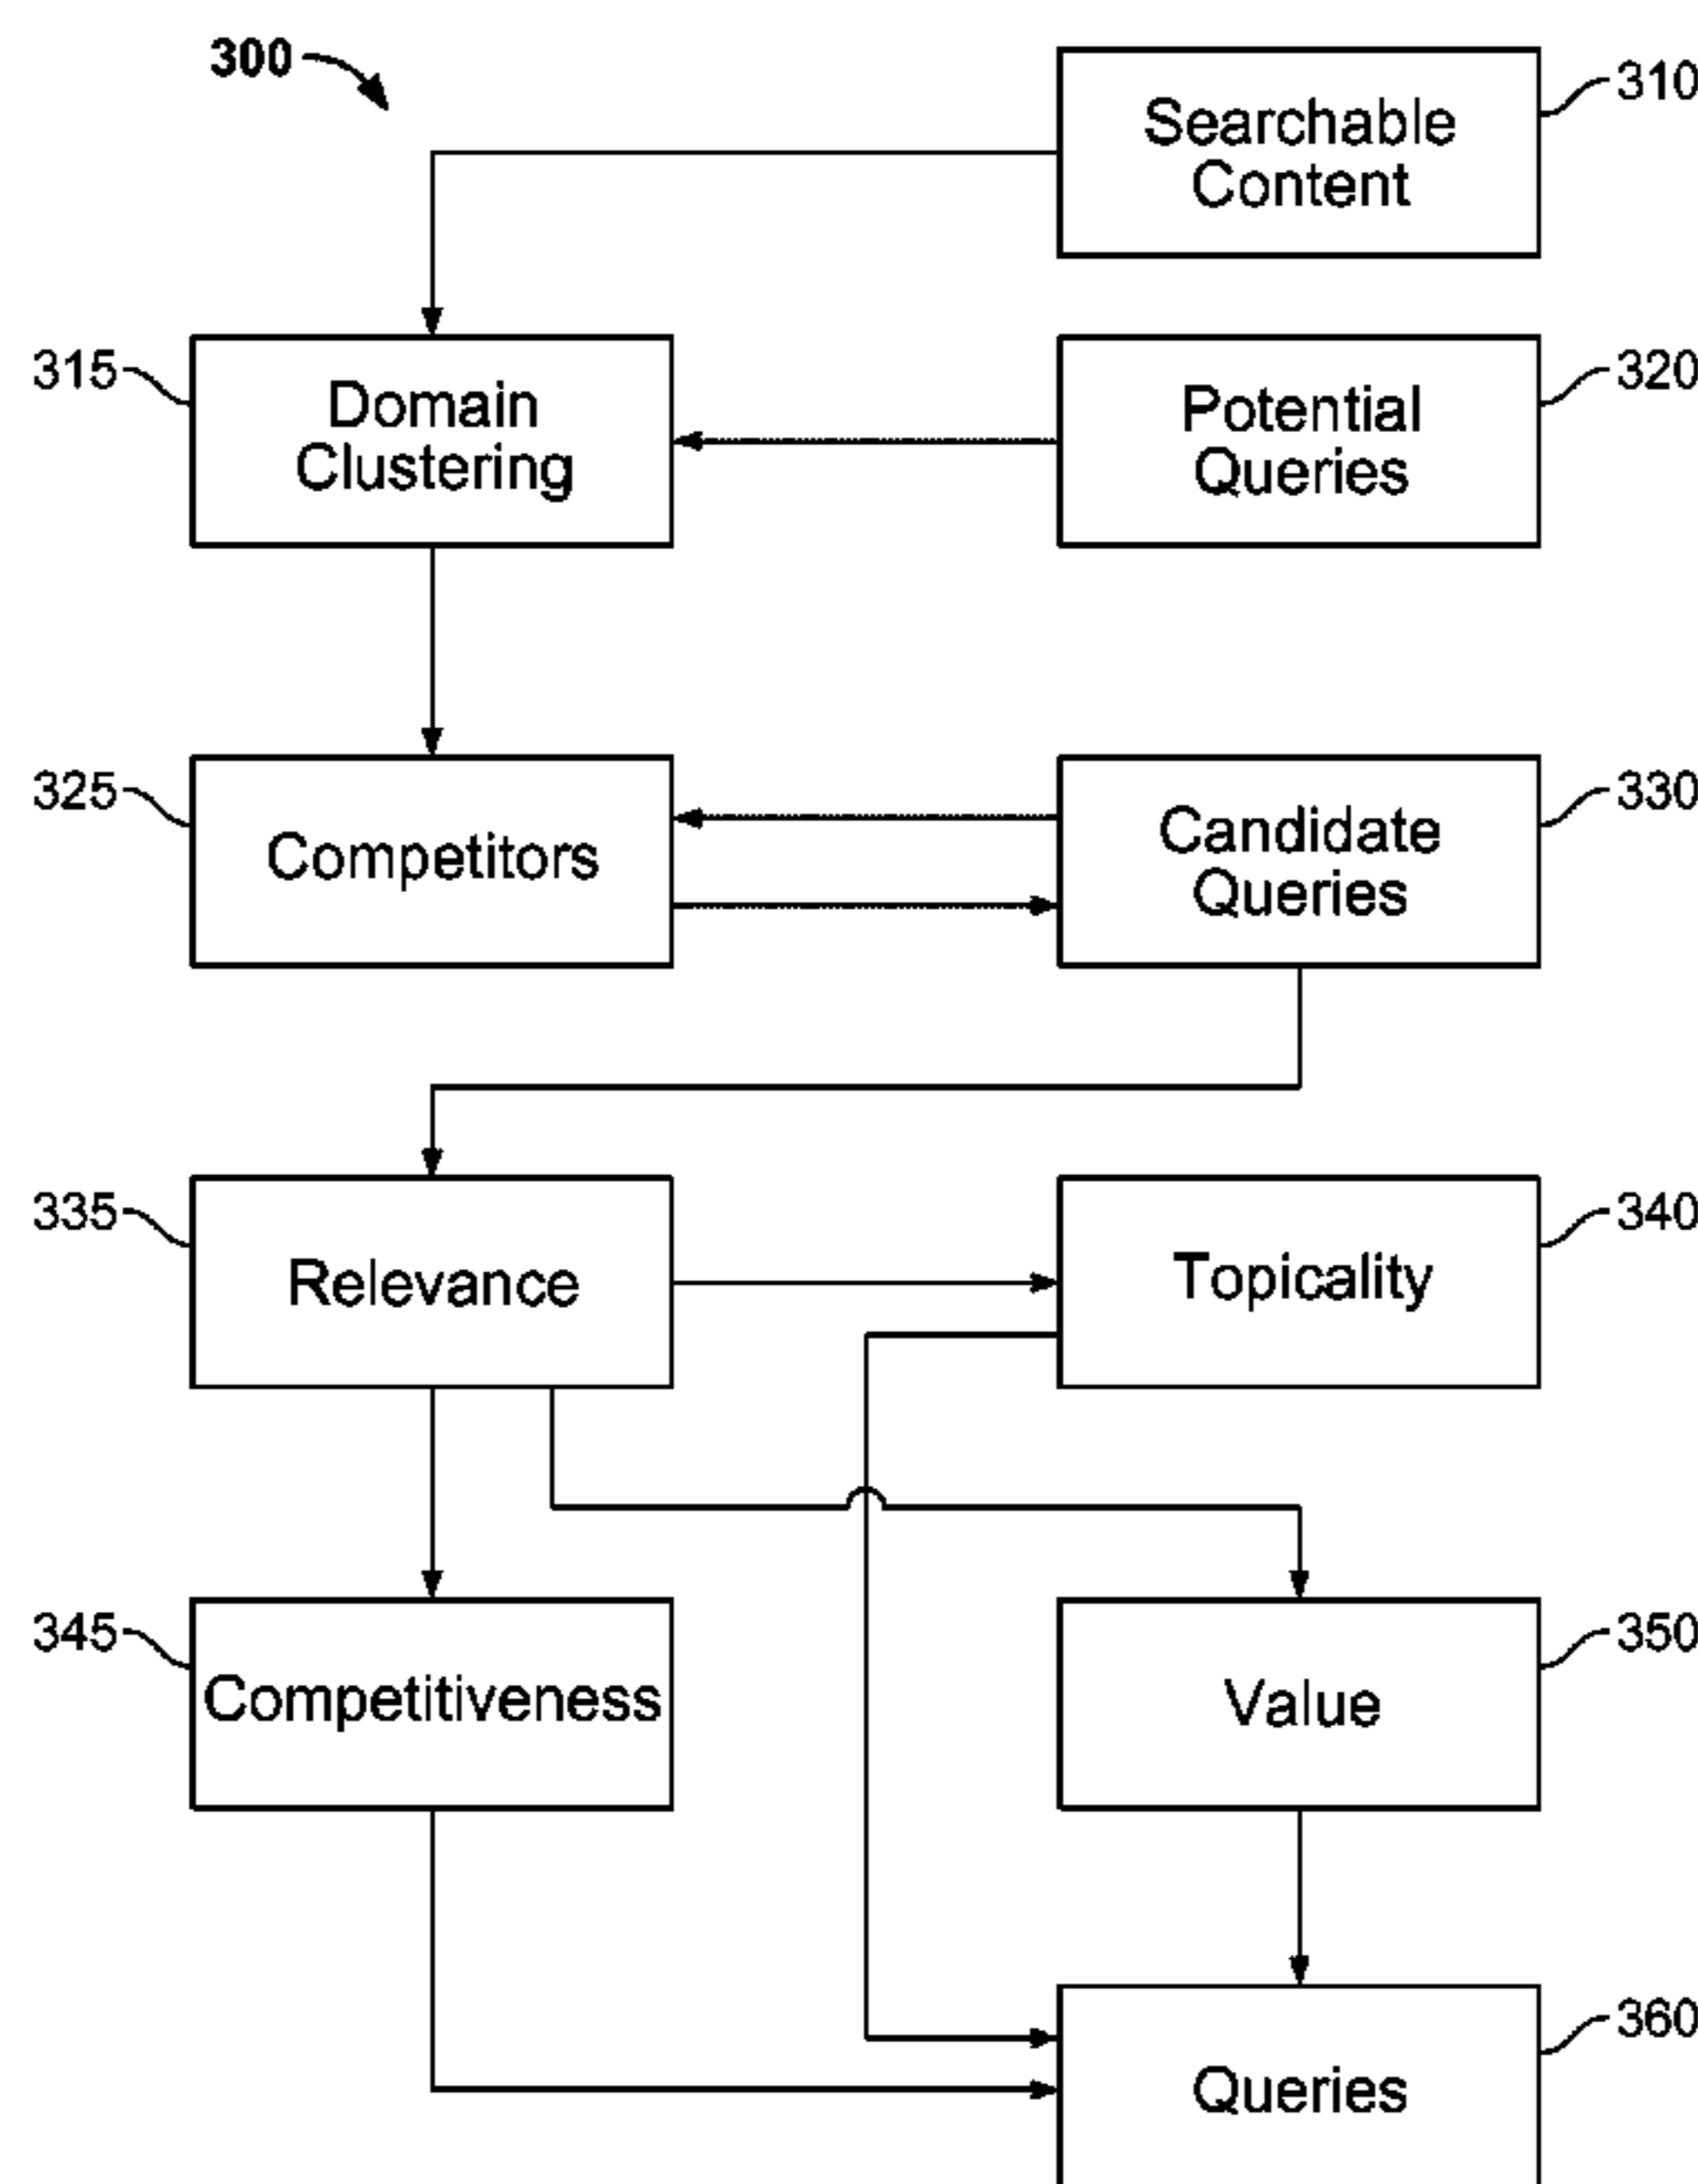 300
310
Searchable
Content
315
Domain
Clustering
320
Potential
Queries
325
Competitors
330
Candidate
Queries
335
Relevance
340
Topicality
345
Competitiveness
350
Value
360
Queries